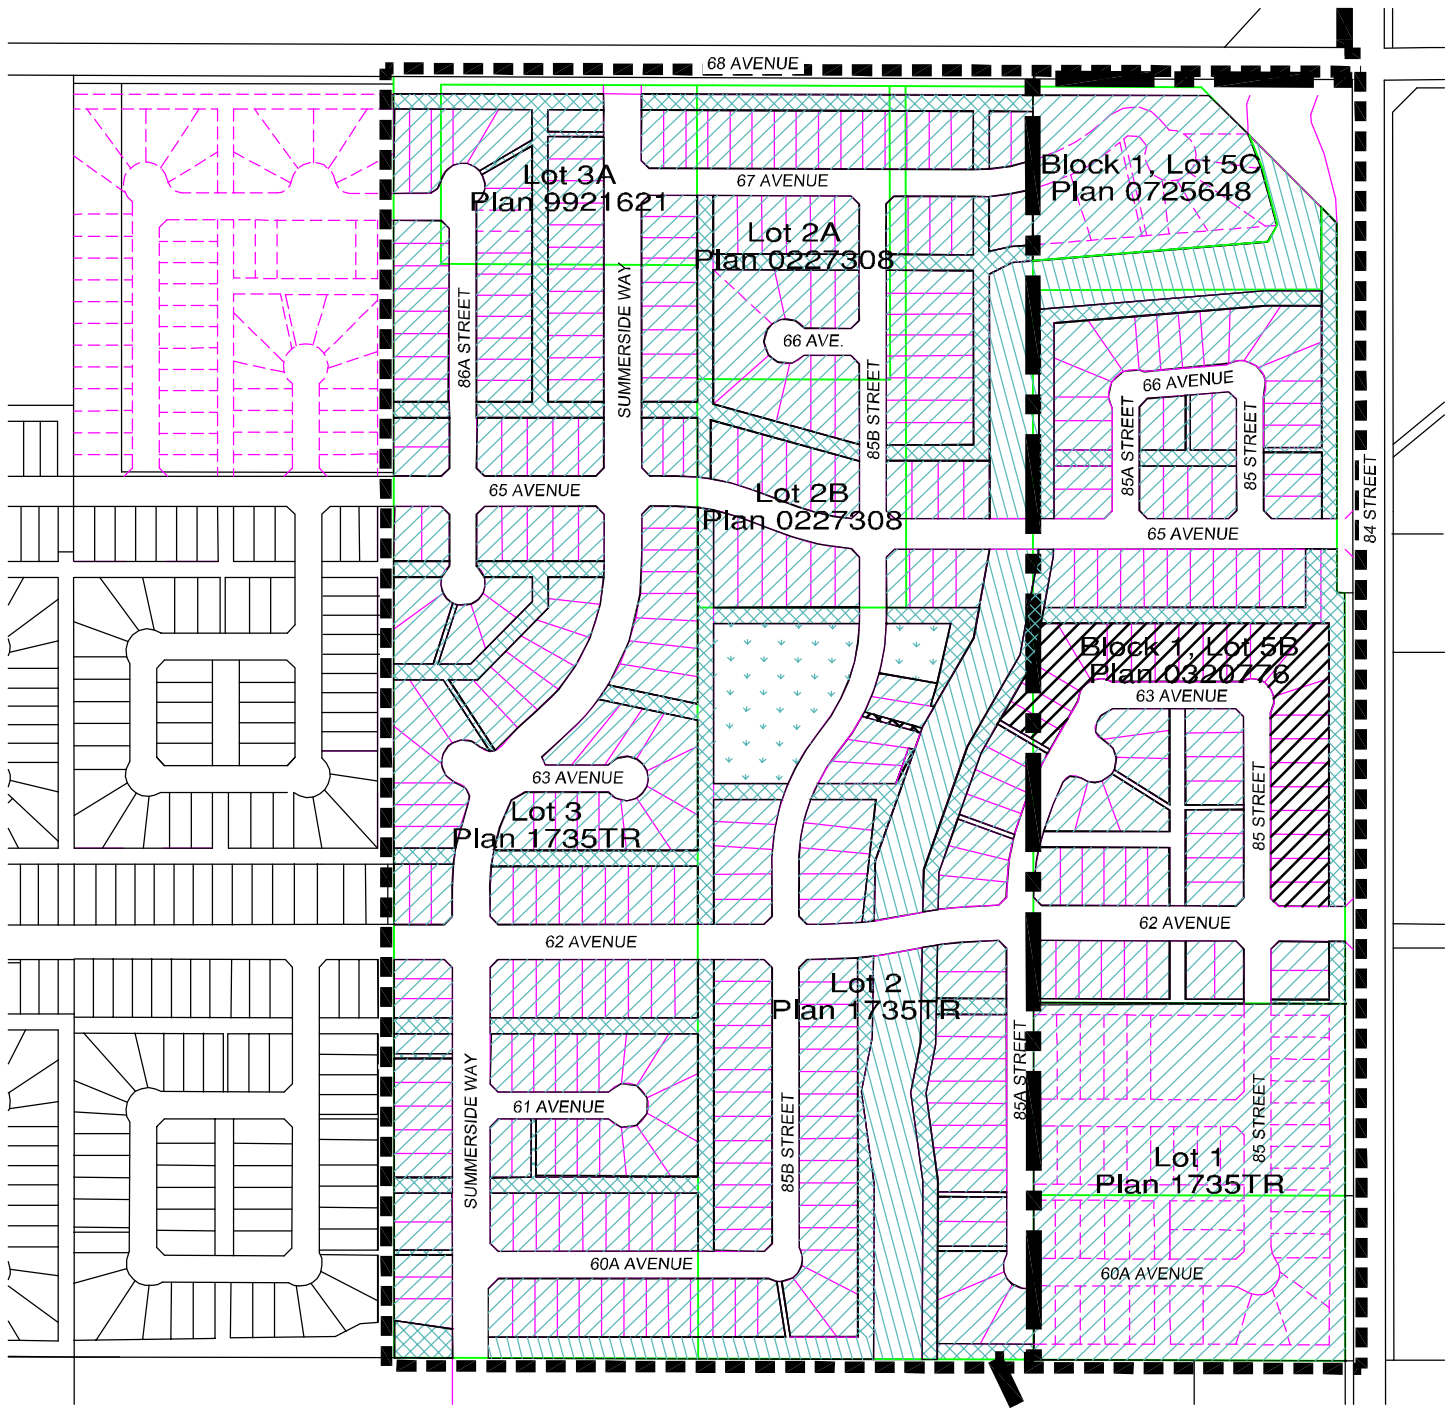 68 AVENUE
Lot 3A
Plan 9921621
67 AVENUE
Block 1, Lot 5C
Plan 0725648
Lot 2A
Plan 0227308
86A STREET
SUMMERSIDE WAY
66 AVE.
85B STREET
66 AVENUE
85A STREET
85 STREET
84 STREET
65 AVENUE
Lot 2B
Plan 0227308
65 AVENUE
Block 1, Lot 5B
Plan 0320776
63 AVENUE
63 AVENUE
Lot 3
Plan 1735TR
85 STREET
62 AVENUE
62 AVENUE
Lot 2
Plan 1735TR
SUMMERSIDE WAY
61 AVENUE
85B STREET
85A STREET
85 STREET
Lot 1
Plan 1735TR
60A AVENUE
60A AVENUE